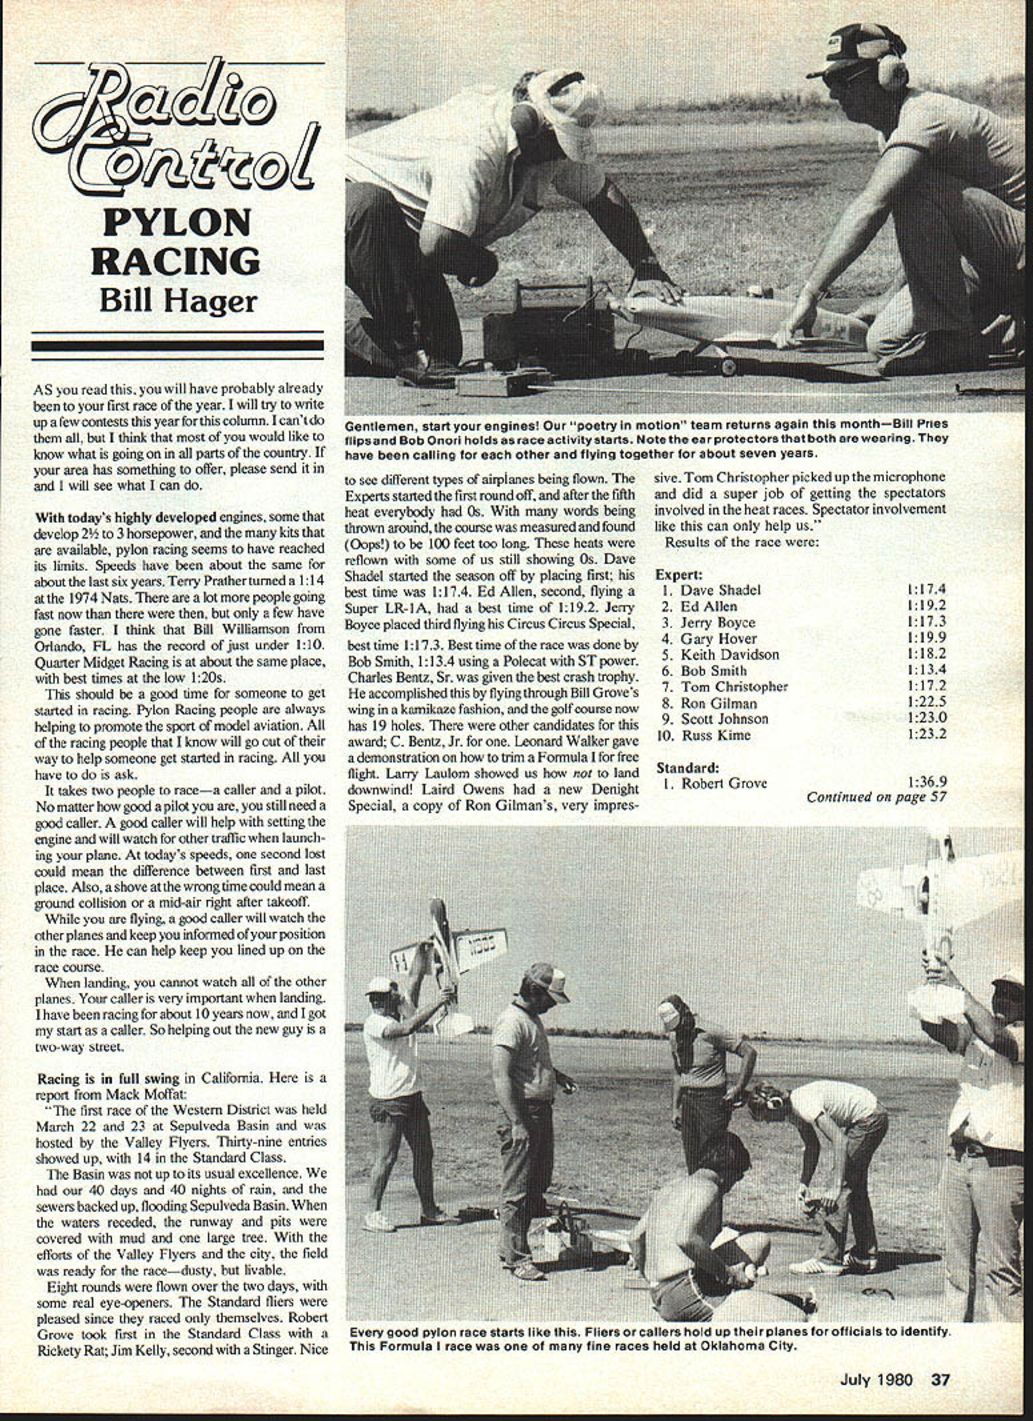 Radio
Control
PYLON
RACING
Bill Hager
AS you read this, you will have probably already
been to your first race of the year. I will try to write
up a few contests this year for this column. I can't do
them all, but I think that most of you would like to
know what is going on in all parts of the country. If
your area has something to offer, please send it in
and I will see what I can do.
With today's highly developed engines, some that
develop 2½ to 3 horsepower, and the many kits that
are available, pylon racing seems to have reached
its limits. Speeds have been about the same for
about the last six years. Terry Prather turned a 1:14
at the 1974 Nats. There are a lot more people going
fast now than there were then, but only a few have
gone faster. I think that Bill Williamson from
Orlando, FL has the record of just under 1:10.
Quarter Midget Racing is at about the same place,
with best times at the low 1:20s.
This should be a good time for someone to get
started in racing. Pylon Racing people are always
helping to promote the sport of model aviation. All
of the racing people that I know will go out of their
way to help someone get started in racing. All you
have to do is ask.
It takes two people to race—a caller and a pilot.
No matter how good a pilot you are, you still need a
good caller. A good caller will help with setting the
engine and will watch for other traffic when launch-
ing your plane. At today's speeds, one second lost
could mean the difference between first and last
place. Also, a shove at the wrong time could mean a
ground collision or a mid-air right after takeoff.
While you are flying, a good caller will watch the
other planes and keep you informed of your position
in the race. He can help keep you lined up on the
race course.
When landing, you cannot watch all of the other
planes. Your caller is very important when landing.
I have been racing for about 10 years now, and I got
my start as a caller. So helping out the new guy is a
two-way street.
Racing is in full swing in California. Here is a
report from Mack Moffat:
"The first race of the Western District was held
March 22 and 23 at Sepulveda Basin and was
hosted by the Valley Flyers. Thirty-nine entries
showed up, with 14 in the Standard Class.
The Basin was not up to its usual excellence. We
had our 40 days and 40 nights of rain, and the
sewers backed up, flooding Sepulveda Basin. When
the waters receded, the runway and pits were
covered with mud and one large tree. With the
efforts of the Valley Flyers and the city, the field
was ready for the race—dusty, but livable.
Eight rounds were flown over the two days, with
some real eye-openers. The Standard fliers were
pleased since they raced only themselves. Robert
Grove took first in the Standard Class with a
Rickety Rat; Jim Kelly, second with a Stinger. Nice
Gentlemen, start your engines! Our "poetry in motion" team returns again this month—Bill Pries
flips and Bob Onori holds as race activity starts. Note the ear protectors that both are wearing. They
have been calling for each other and flying together for about seven years.
to see different types of airplanes being flown. The
Experts started the first round off, and after the fifth
heat everybody had 0s. With many words being
thrown around, the course was measured and found
(Oops!) to be 100 feet too long. These heats were
reflown with some of us still showing 0s. Dave
Shadel started the season off by placing first; his
best time was 1:17.4. Ed Allen, second, flying a
Super LR-1A, had a best time of 1:19.2. Jerry
Boyce placed third flying his Circus Circus Special,
best time 1:17.3. Best time of the race was done by
Bob Smith, 1:13.4 using a Polecat with ST power.
Charles Bentz, Sr. was given the best crash trophy.
He accomplished this by flying through Bill Grove's
wing in a kamikaze fashion, and the golf course now
has 19 holes. There were other candidates for this
award; C. Bentz, Jr. for one. Leonard Walker gave
a demonstration on how to trim a Formula I for free
flight. Larry Laulom showed us how not to land
downwind! Laird Owens had a new Denight
Special, a copy of Ron Gilman's, very impres-
sive. Tom Christopher picked up the microphone
and did a super job of getting the spectators
involved in the heat races. Spectator involvement
like this can only help us."
Results of the race were:
Expert:
1. Dave Shadel 1:17.4
2. Ed Allen 1:19.2
3. Jerry Boyce 1:17.3
4. Gary Hover 1:19.9
5. Keith Davidson 1:18.2
6. Bob Smith 1:13.4
7. Tom Christopher 1:17.2
8. Ron Gilman 1:22.5
9. Scott Johnson 1:23.0
10. Russ Kime 1:23.2
Standard:
1. Robert Grove 1:36.9
Continued on page 57
Every good pylon race starts like this. Fliers or callers hold up their planes for officials to identify.
This Formula I race was one of many fine races held at Oklahoma City.
July 1980 37